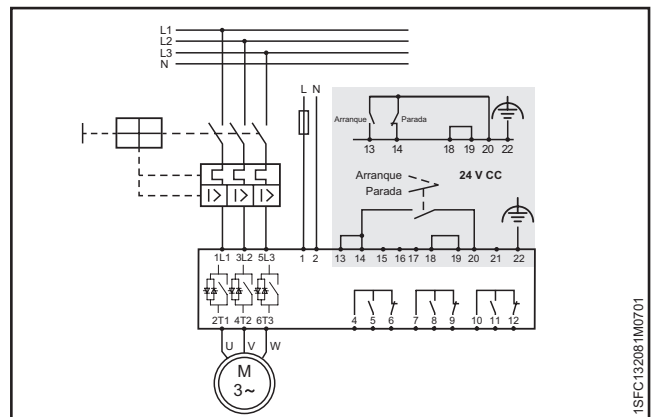 L1
L2
L3
N
L N
Arranque Parada
13 14 18 19 20 22
Arranque
Parada
24 V CC
I> I> I>
1L1 3L2 5L3 1 2 13 14 15 16 17 18 19 20 21 22
2T1 4T2 6T3 4 5 6 7 8 9 10 11 12
U V W
M
3~
1SFC132081M0701